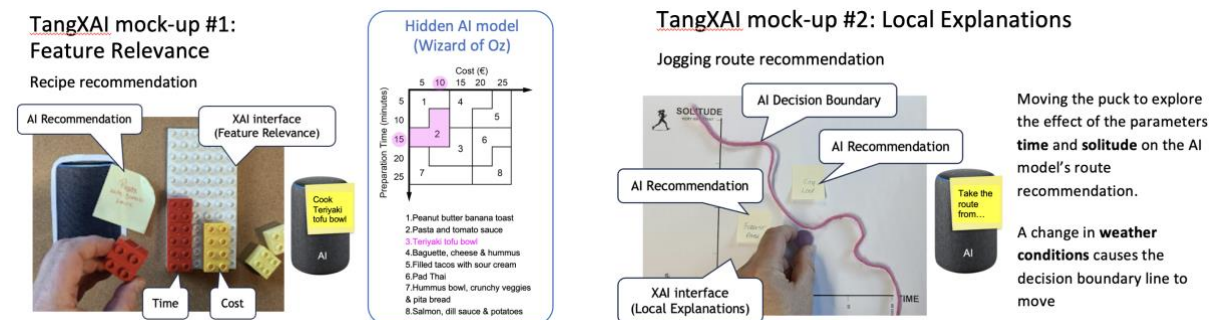 TangXAI mock-up #1:
Feature Relevance
Recipe recommendation
AI Recommendation
XAI interface
(Feature Relevance)
Time
Cost
Cook
Teriyaki
tofu bowl
AI
Hidden AI model
(Wizard of Oz)
Cost (€)
5 10 15 20 25
Preparation Time (minutes)
5
10
15
20
25
1
4
5
2
6
3
7
8
1.Peanut butter banana toast
2.Pasta and tomato sauce
3.Teriyaki tofu bowl
4.Baguette, cheese & hummus
5.Filled tacos with sour cream
6.Pad Thai
7.Hummus bowl, crunchy veggies
& pita bread
8.Salmon, dill sauce & potatoes
TangXAI mock-up #2: Local Explanations
Jogging route recommendation
SOLITUDE
AI Decision Boundary
AI Recommendation
AI Recommendation
XAI interface
(Local Explanations)
TIME
Take the
route
from...
AI
Moving the puck to explore
the effect of the parameters
time and solitude on the AI
model's route
recommendation.
A change in weather
conditions causes the
decision boundary line to
move